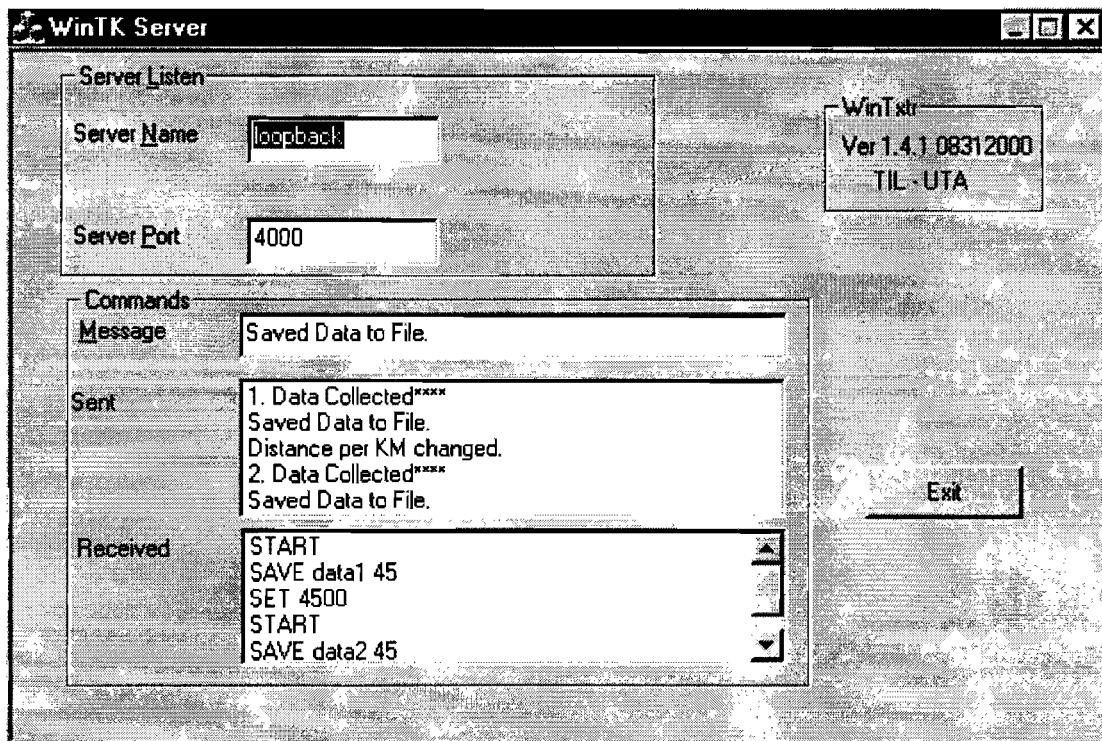 WinTK Server
Server Listen
Server Name
loopback
Server Port
4000
WinTxtr
Ver 1.4.1 08312000
TIL - UTA
Commands
Message
Saved Data to File.
Sent
1. Data Collected****
Saved Data to File.
Distance per KM changed.
2. Data Collected****
Saved Data to File.
Exit
Received
START
SAVE data1 45
SET 4500
START
SAVE data2 45